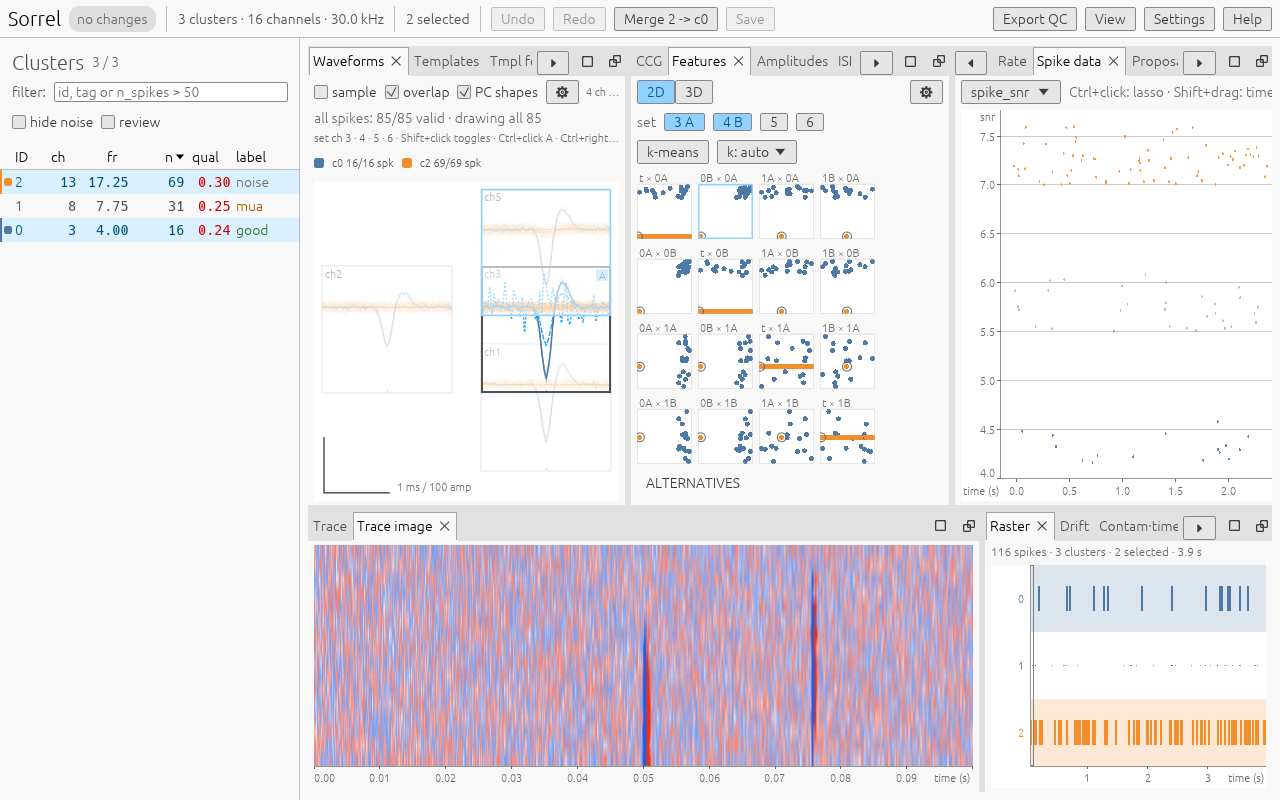 Sorrel no changes 3 clusters · 16 channels · 30.0 kHz 2 selected Undo Redo Merge 2 -> c0 Save Export QC View Settings Help
Clusters 3 / 3
filter: id, tag or n_spikes > 50
hide noise review
ID ch fr n qual label
2 13 17.25 69 0.30 noise
1 8 7.75 31 0.25 mua
0 3 4.00 16 0.24 good
Waveforms Templates Tmpl
sample overlap PC shapes 4 ch ...
all spikes: 85/85 valid · drawing all 85
set ch 3 · 4 · 5 · 6 · Shift+click toggles · Ctrl+click A · Ctrl+right...
c0 16/16 spk c2 69/69 spk
ch5
ch2 ch3 A
ch1
1 ms / 100 amp
CCG Features Amplitudes ISI
2D 3D
set 3 A 4 B 5 6
k-means k: auto
t × 0A 0B × 0A 1A × 0A 1B × 0A
0A × 0B t × 0B 1A × 0B 1B × 0B
0A × 1A 0B × 1A t × 1A 1B × 1A
0A × 1B 0B × 1B 1A × 1B t × 1B
ALTERNATIVES
Rate Spike data Propos
spike_snr Ctrl+click: lasso · Shift+drag: time
snr
7.5
7.0
6.5
6.0
5.5
5.0
4.5
4.0
time (s) 0.0 0.5 1.0 1.5 2.0
Trace Trace image
0.00 0.01 0.02 0.03 0.04 0.05 0.06 0.07 0.08 0.09 time (s)
Raster Drift Contam-time
116 spikes · 3 clusters · 2 selected · 3.9 s
0
1
2
1 2 3 time (s)